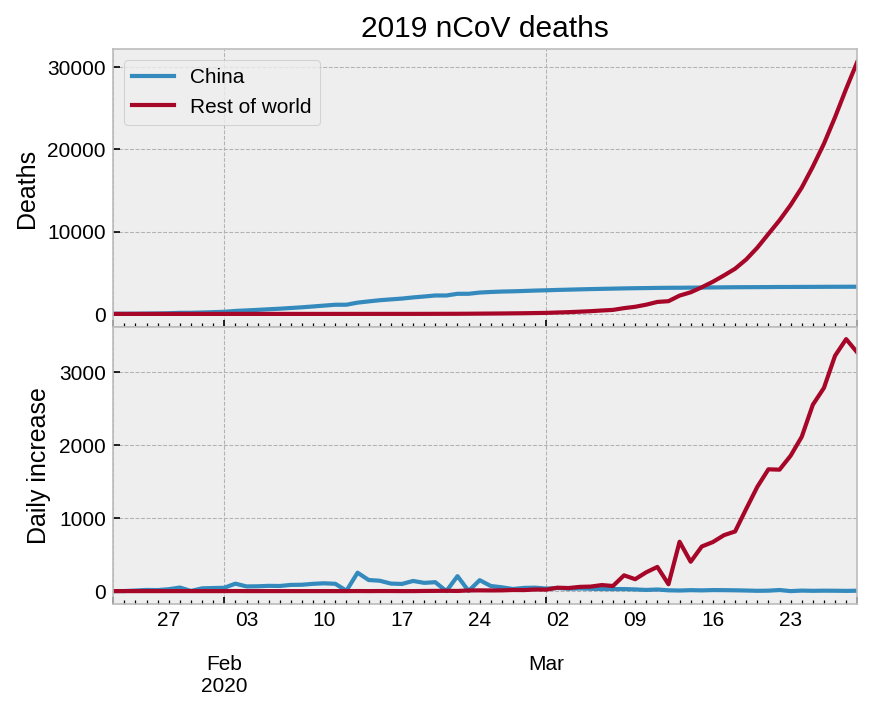 2019 nCoV deaths
30000
20000
10000
0
Deaths
China
Rest of world
3000
2000
1000
0
Daily increase
27 03 10 17 24 02 09 16 23
Feb Mar
2020